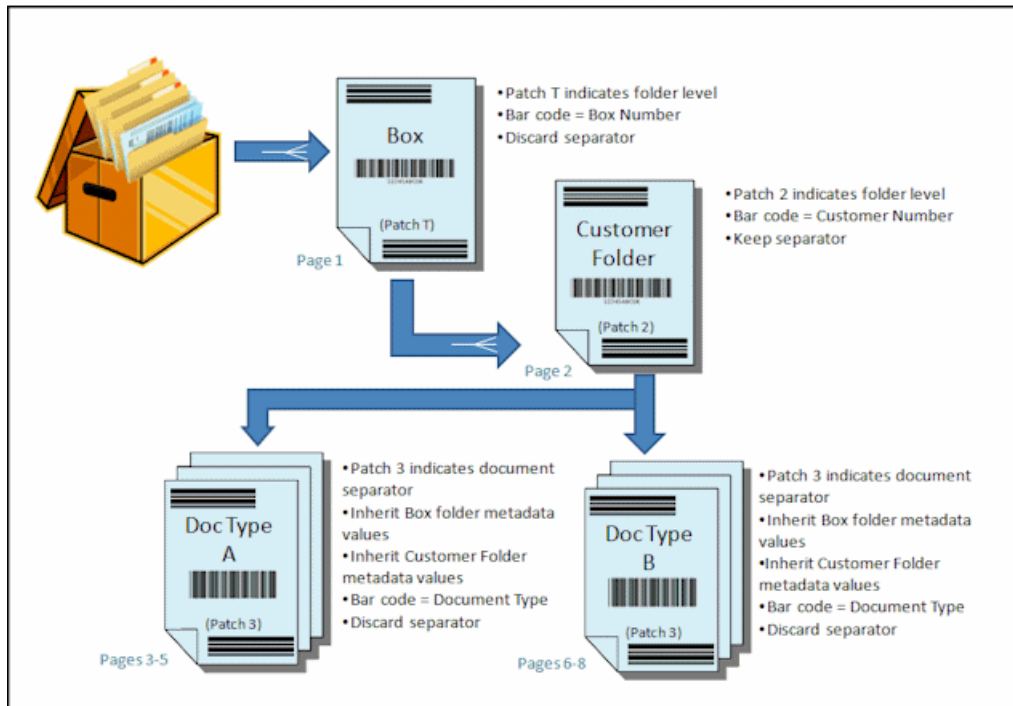 Box
(Patch T)
Page 1
•Patch T indicates folder level
•Bar code = Box Number
•Discard separator
Customer
Folder
(Patch 2)
Page 2
•Patch 2 indicates folder level
•Bar code = Customer Number
•Keep separator
Doc Type
A
(Patch 3)
Pages 3-5
•Patch 3 indicates document
separator
•Inherit Box folder metadata
values
•Inherit Customer Folder
metadata values
•Bar code = Document Type
•Discard separator
Doc Type
B
(Patch 3)
Pages 6-8
•Patch 3 indicates document
separator
•Inherit Box folder metadata
values
•Inherit Customer Folder
metadata values
•Bar code = Document Type
•Discard separator